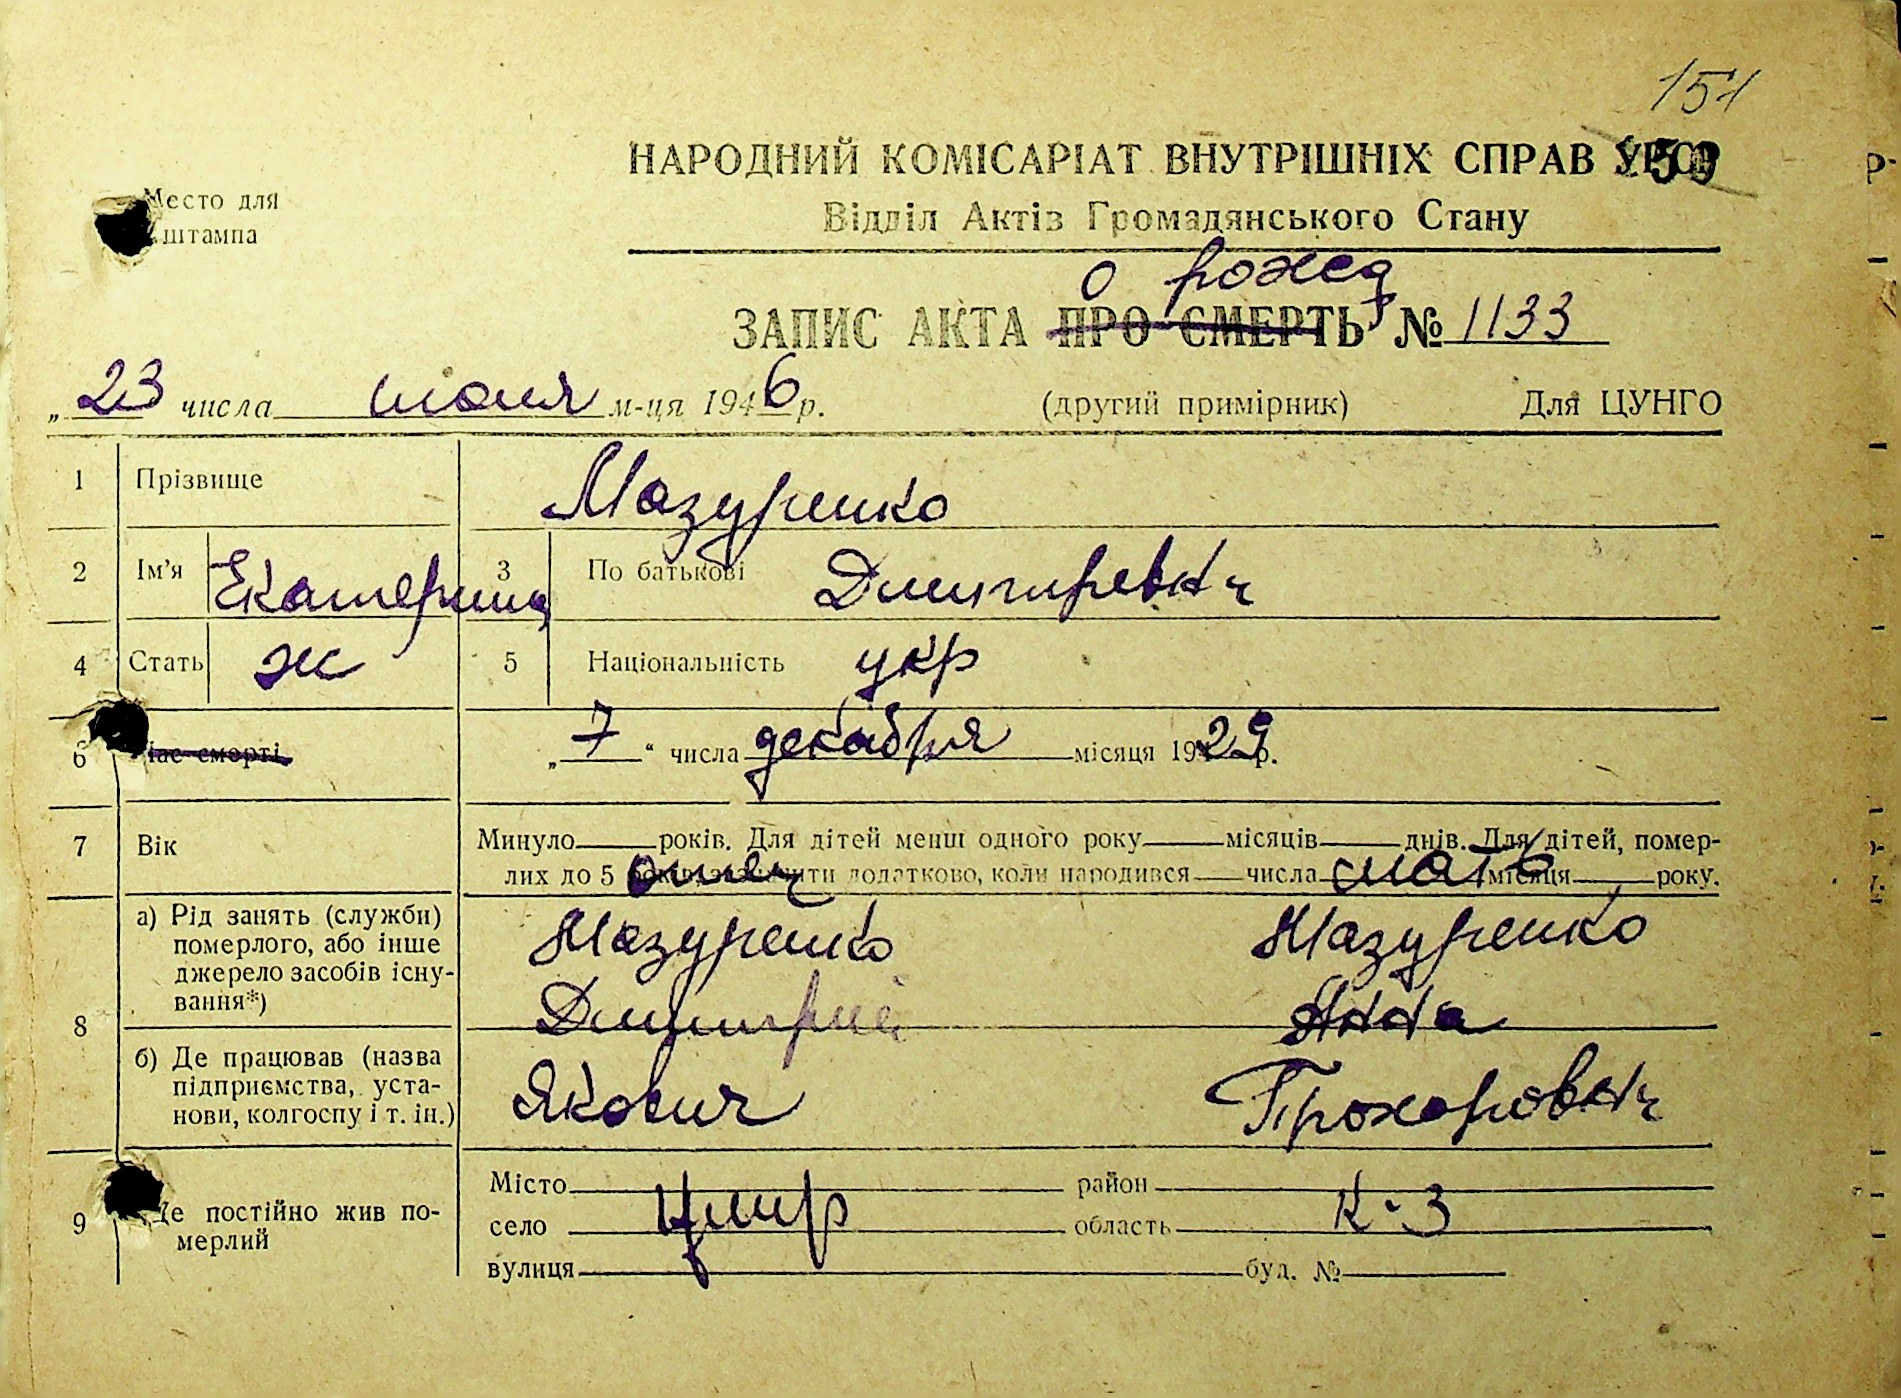 151
59
НАРОДНИЙ КОМІСАРІАТ ВНУТРІШНІХ СПРАВ УРСР
Место для
штампа
Відділ Актів Громадянського Стану
о рожд
ЗАПИС АКТА ПРО СМЕРТЬ № 1133
„ 23 числа июня м-ця 1946 р. (другий примірник) Для ЦУНГО
1 Прізвище Мазуренко
2 Ім'я Екатерина 3 По батькові Дмитревн
4 Стать ж 5 Національність укр
6 Час смерті „ 7 “ числа декабря місяця 1929 р.
7 Вік Минуло років. Для дітей менш одного року місяців днів. Для дітей, помер-
лих до 5 років, зазначити додатково, коли народився числа місяця року.
отец мать
8 а) Рід занять (служби)
померлого, або інше
джерело засобів існу-
вання*)
Мазуренко Мазуренко
Дмитрий Анна
б) Де працював (назва
підприємства, уста-
нови, колгоспу і т. ін.)
Якович Прохоровн
9 Де постійно жив по-
мерлий
Місто район
село область К-З
вулиця буд. №